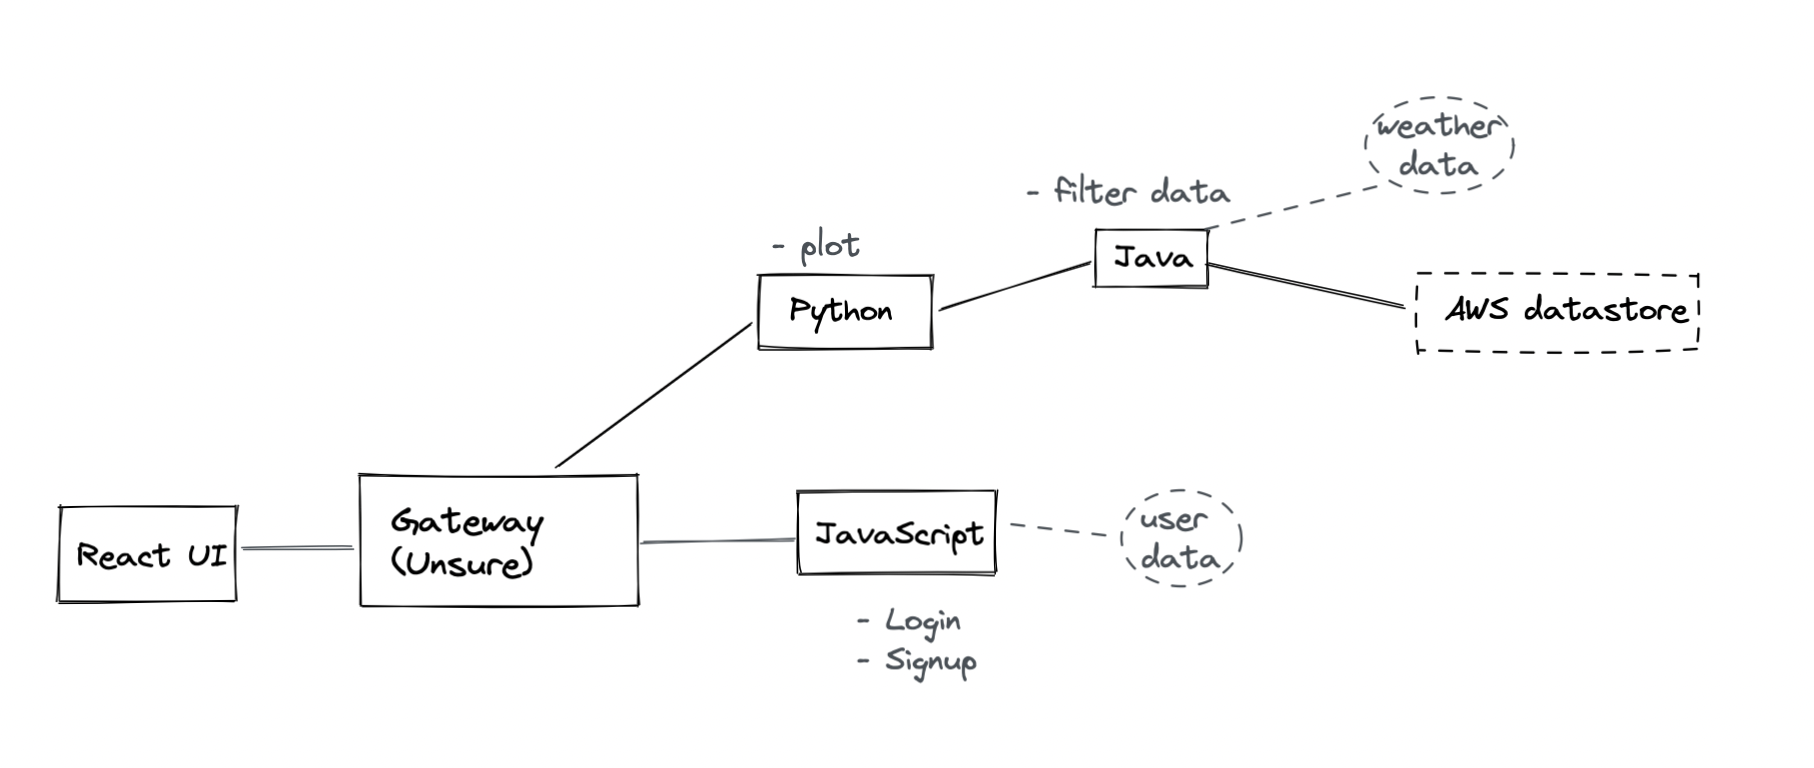 weather
data
- filter data
Java
- plot
Python
AWS datastore
React UI
Gateway
(Unsure)
JavaScript
user
data
- Login
- Signup